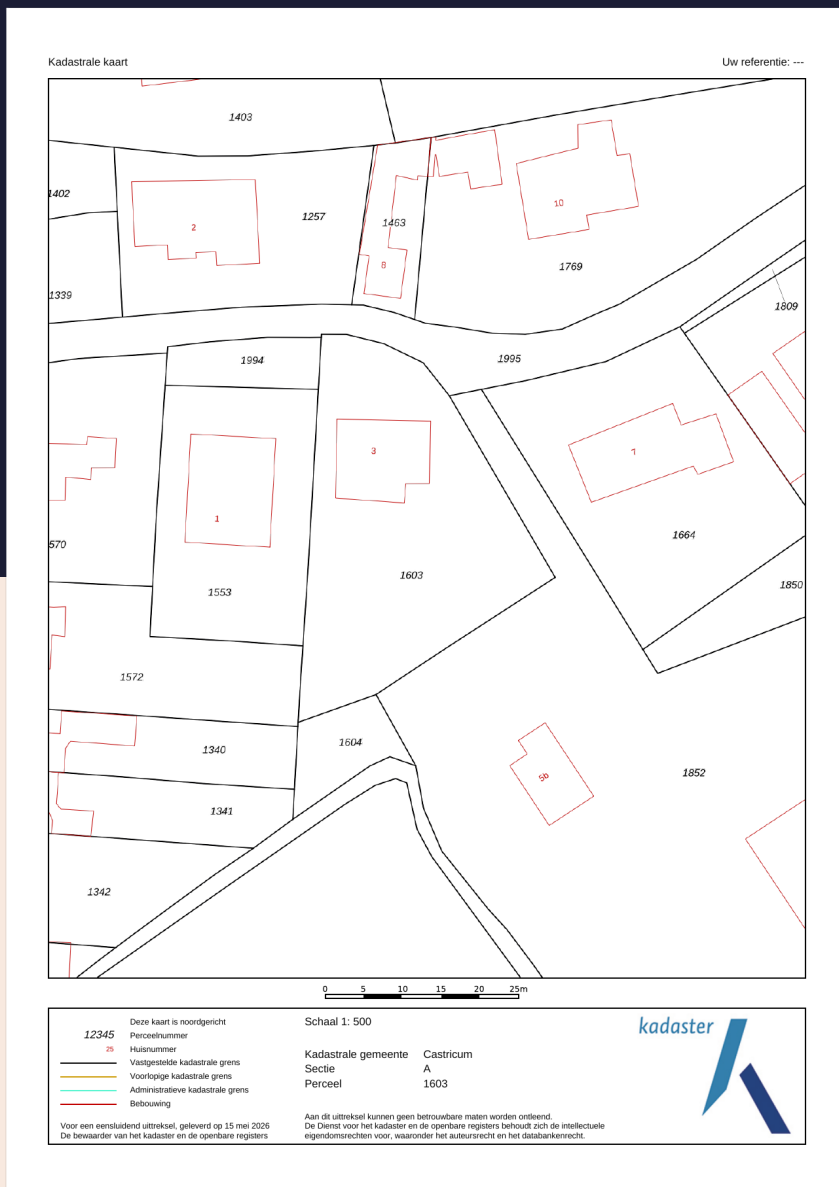 Kadastrale kaart
Uw referentie: ---
1403
1402
2
1257
1463
10
8
1769
1339
1809
1994
1995
3
7
1
1664
570
1603
1850
1553
1572
1604
1340
5b
1852
1341
1342
0 5 10 15 20 25m
Deze kaart is noordgericht
12345 Perceelnummer
25 Huisnummer
Vastgestelde kadastrale grens
Voorlopige kadastrale grens
Administratieve kadastrale grens
Bebouwing
Voor een eensluidend uittreksel, geleverd op 15 mei 2026
De bewaarder van het kadaster en de openbare registers
Schaal 1: 500
Kadastrale gemeente Castricum
Sectie A
Perceel 1603
Aan dit uittreksel kunnen geen betrouwbare maten worden ontleend.
De Dienst voor het kadaster en de openbare registers behoudt zich de intellectuele
eigendomsrechten voor, waaronder het auteursrecht en het databankenrecht.
kadaster